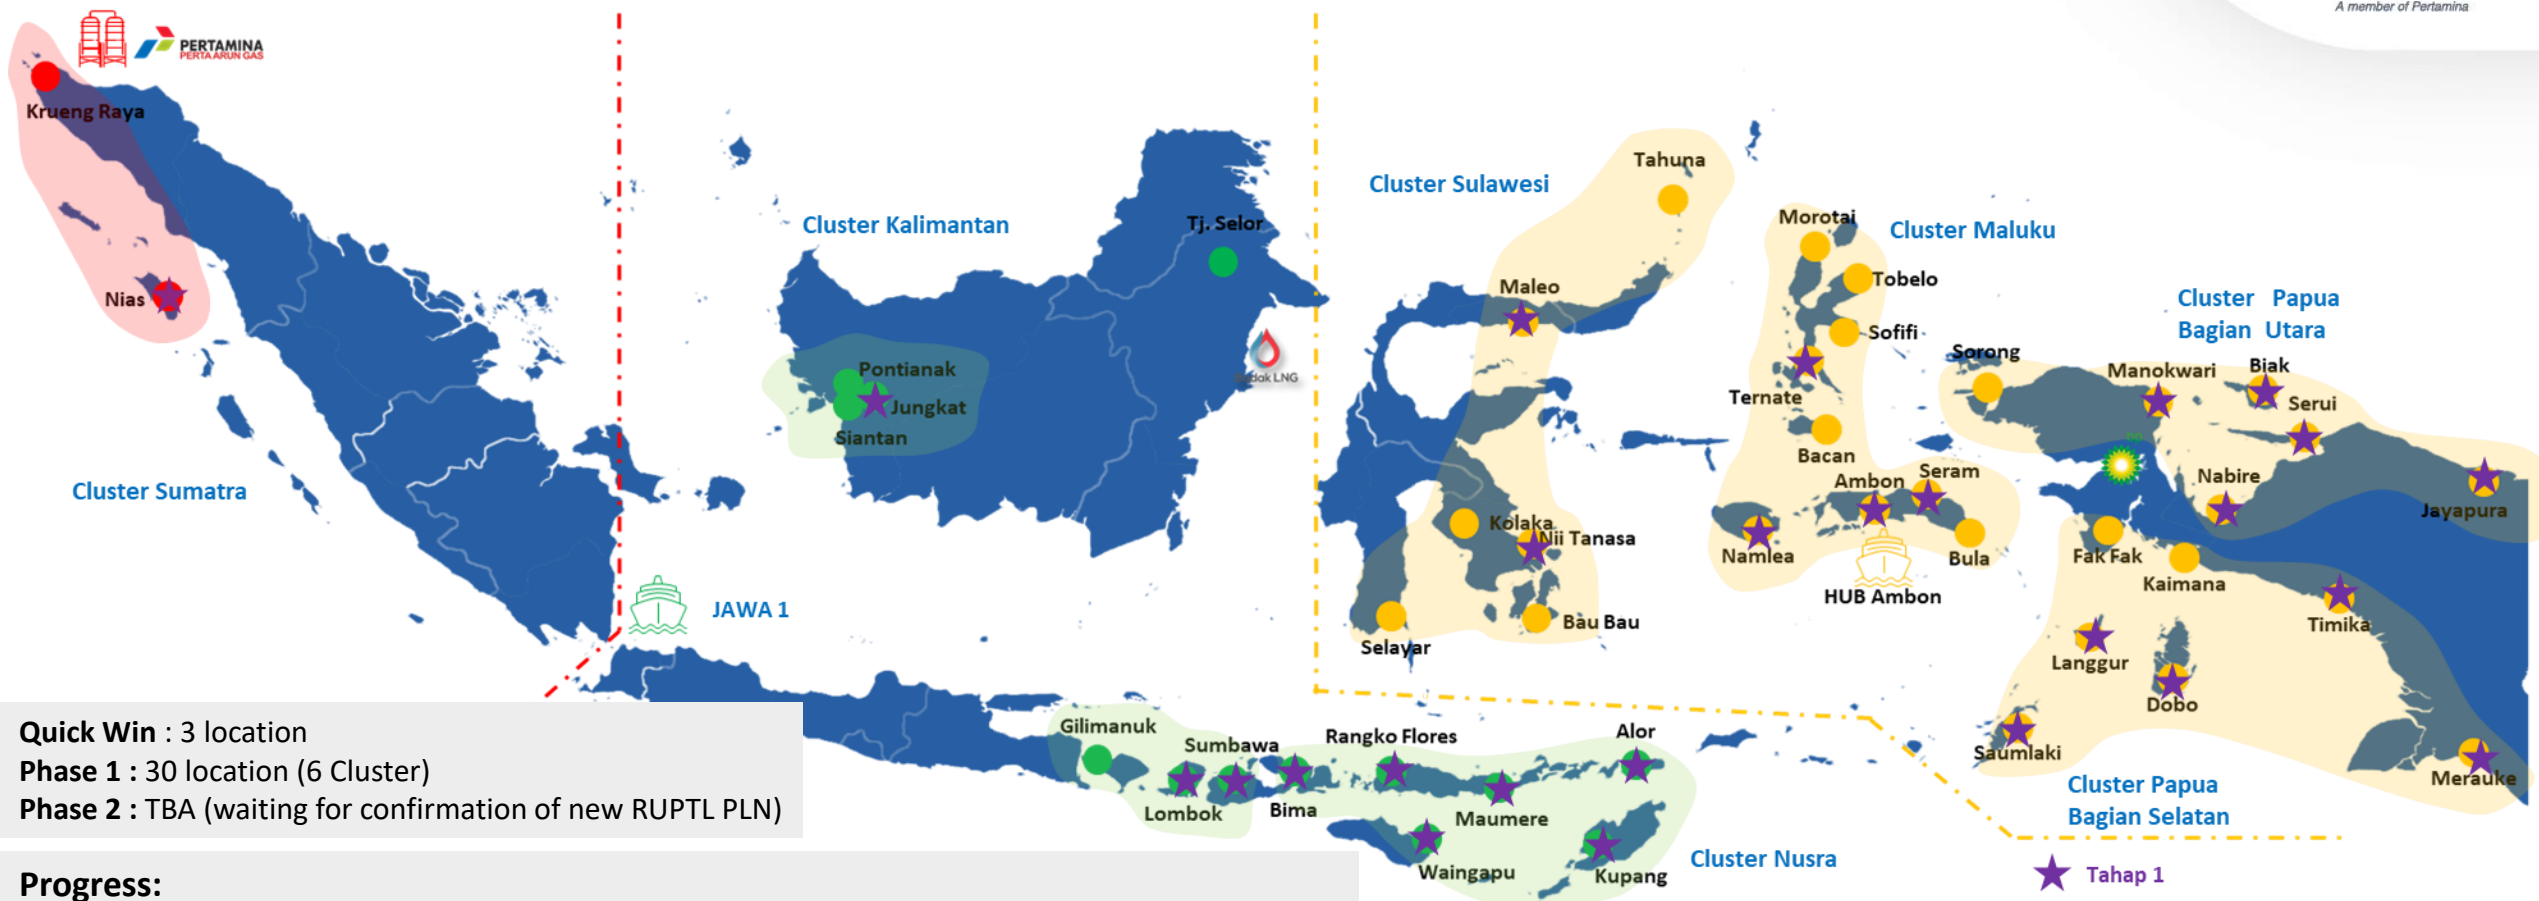 A member of Pertamina
PERTAMINA
PERTA ARUN GAS
Krueng Raya
Nias
Cluster Sumatra
Cluster Kalimantan
Tj. Selor
Pontianak
Jungkat
Siantan
JAWA 1
Cluster Sulawesi
Tahuna
Maleo
Kolaka
Nii Tanasa
Bau Bau
Selayar
Morotai
Cluster Maluku
Tobelo
Sofifi
Ternate
Bacan
Ambon
Seram
Namlea
Bula
HUB Ambon
Cluster Papua
Bagian Utara
Sorong
Manokwari
Biak
Serui
Nabire
Jayapura
Fak Fak
Kaimana
Timika
Langgur
Dobo
Saumlaki
Merauke
Cluster Papua
Bagian Selatan
Gilimanuk
Sumbawa
Rangko Flores
Alor
Lombok
Bima
Maumere
Waingapu
Kupang
Cluster Nusra
Tahap 1
Quick Win : 3 location
Phase 1 : 30 location (6 Cluster)
Phase 2 : TBA (waiting for confirmation of new RUPTL PLN)
Progress:
LNG